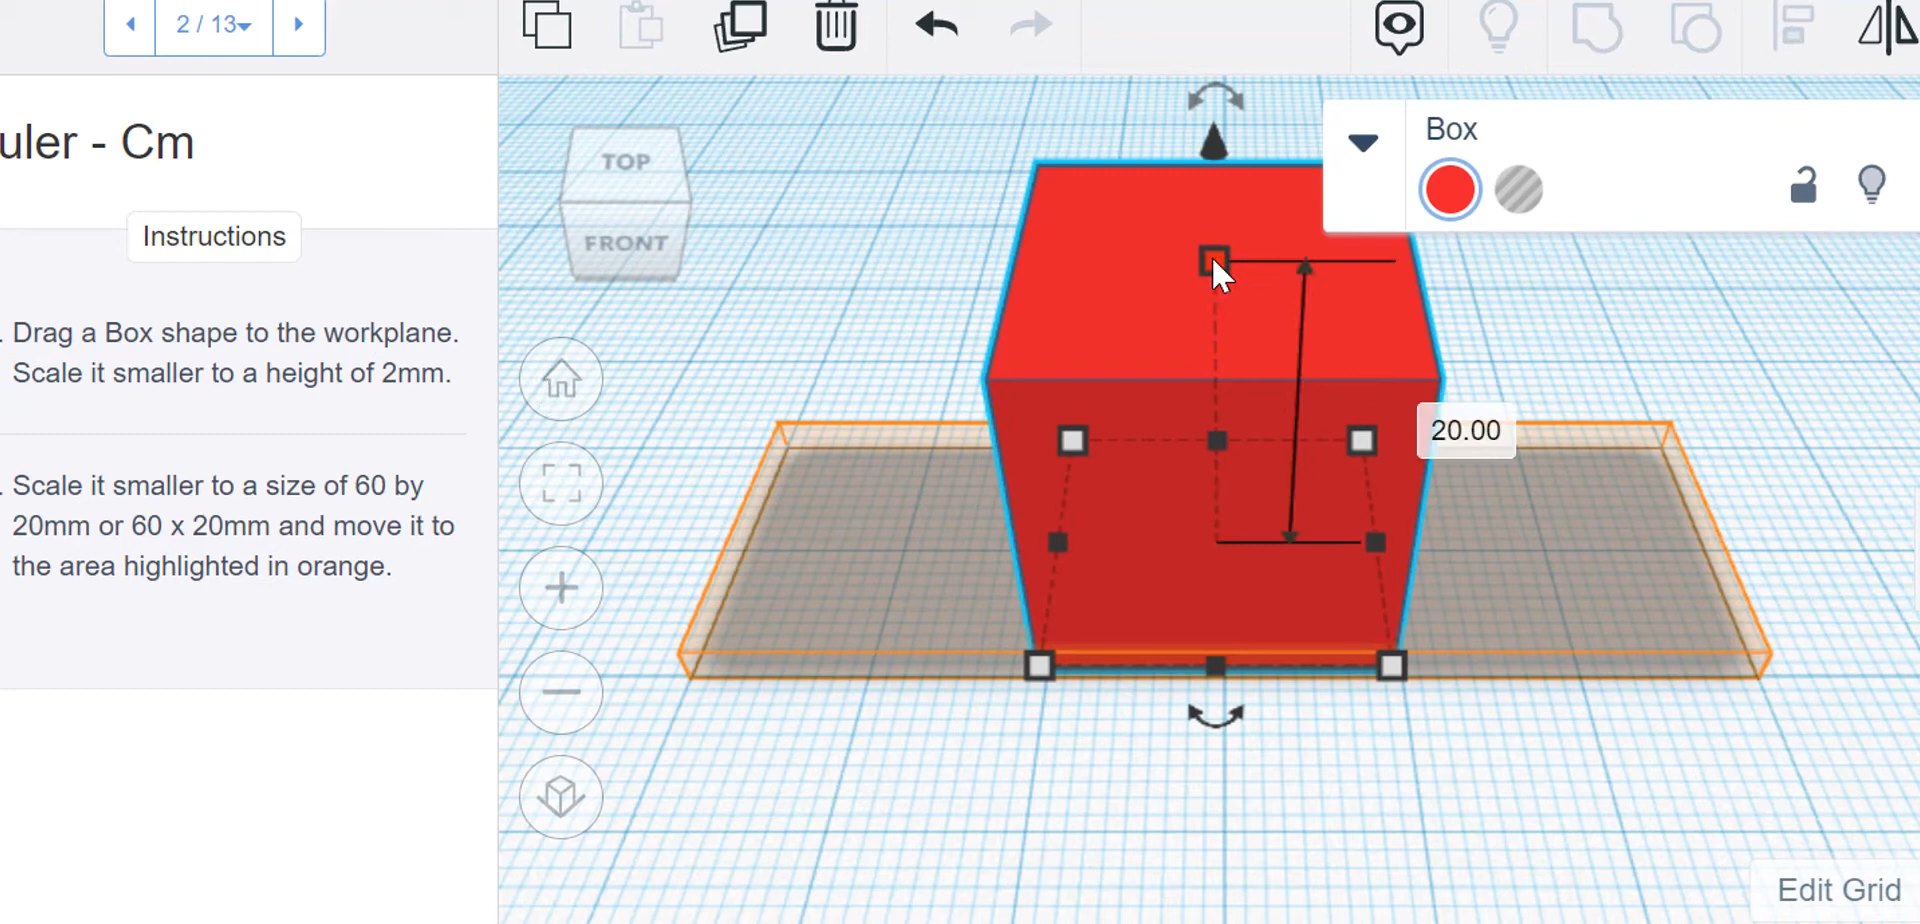 2 / 13
uler - Cm
Instructions
. Drag a Box shape to the workplane.
Scale it smaller to a height of 2mm.
. Scale it smaller to a size of 60 by
20mm or 60 x 20mm and move it to
the area highlighted in orange.
TOP
FRONT
Box
20.00
Edit Grid